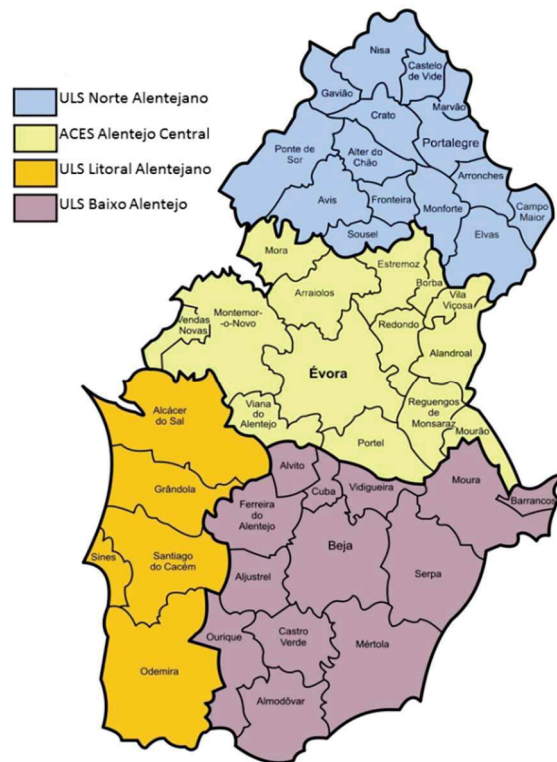 ULS Norte Alentejano
ACES Alentejo Central
ULS Litoral Alentejano
ULS Baixo Alentejo
Nisa
Castelo
de Vide
Gavião
Marvão
Crato
Portalegre
Ponte de
Sor
Alter do
Chão
Arronches
Avis
Fronteira
Monforte
Campo
Maior
Elvas
Sousel
Mora
Estremoz
Arraiolos
Borba
Vila
Viçosa
Montemor
-o-Novo
Vendas
Novas
Redondo
Alandroal
Évora
Viana
do
Alentejo
Reguengos
de
Monsaraz
Mourão
Portel
Alcácer
do Sal
Grândola
Sines
Santiago
do Cacém
Odemira
Alvito
Cuba
Vidigueira
Moura
Barrancos
Ferreira
do
Alentejo
Beja
Serpa
Aljustrel
Ourique
Castro
Verde
Mértola
Almodôvar